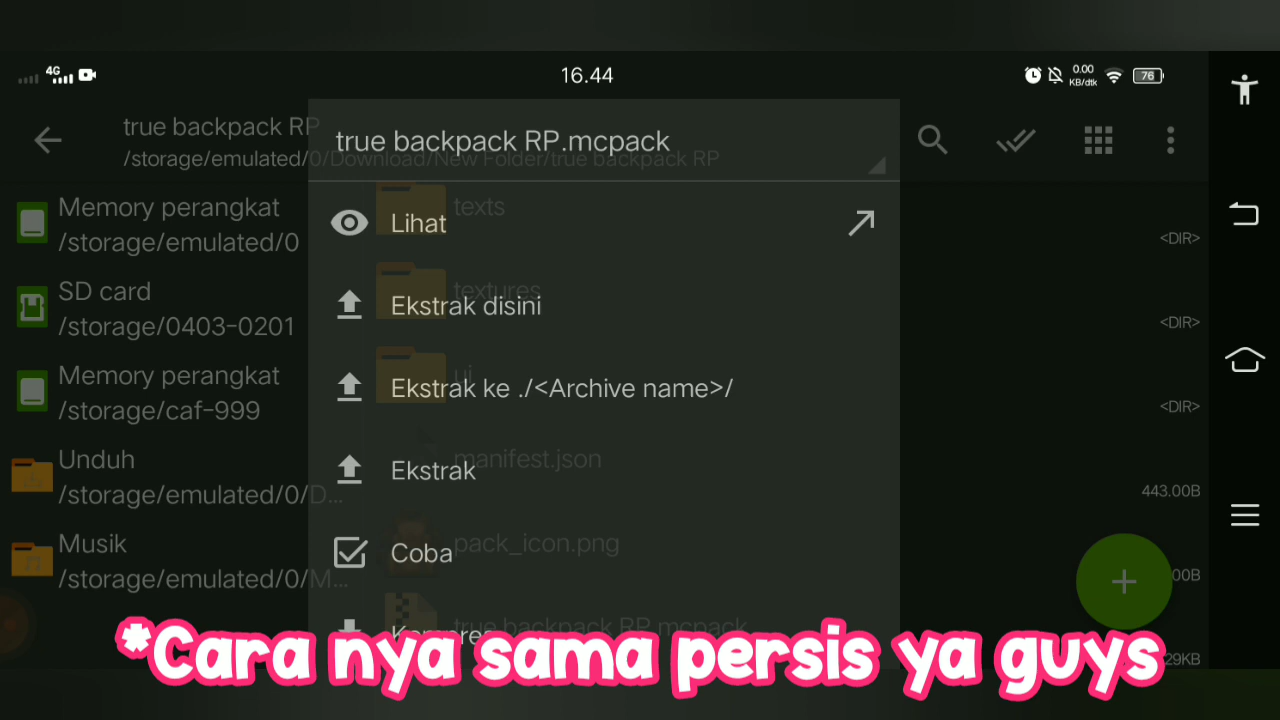 4G
16.44
0.00
KB/dtk
76
true backpack RP
/storage/emulated/0/Download/New Folder/true backpack RP
true backpack RP.mcpack
Memory perangkat
/storage/emulated/0
SD card
/storage/0403-0201
Memory perangkat
/storage/caf-999
Unduh
/storage/emulated/0/D...
Musik
/storage/emulated/0/M...
Lihat
Ekstrak disini
Ekstrak ke ./<Archive name>/
Ekstrak
Coba
texts
<DIR>
textures
<DIR>
ui
<DIR>
manifest.json
443.00B
pack_icon.png
00B
true backpack RP.mcpack
29KB
*Cara nya sama persis ya guys